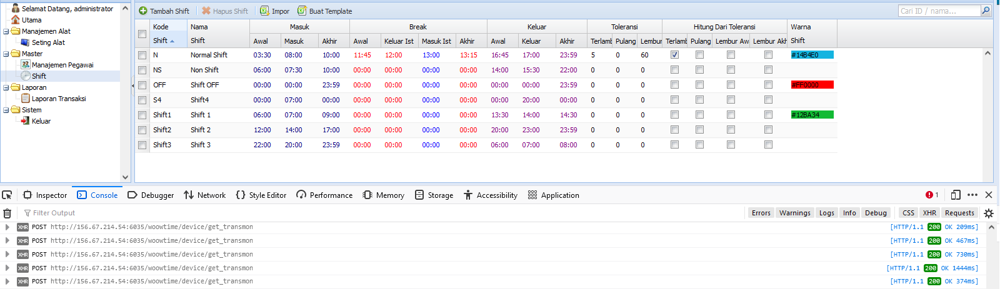 Selamat Datang, administrator
Utama
Manajemen Alat
Seting Alat
Master
Manajemen Pegawai
Shift
Laporan
Laporan Transaksi
Sistem
Keluar
Tambah Shift Hapus Shift Impor Buat Template Cari ID / nama...
Kode Nama Masuk Break Keluar Toleransi Hitung Dari Toleransi Warna
Shift Shift Awal Masuk Akhir Awal Keluar Ist Masuk Ist Akhir Awal Keluar Akhir Terlamb Pulang Lembur Terlamb Pulang Lembur Aw Lembur Akh Shift
N Normal Shift 03:30 08:00 10:00 11:45 12:00 13:00 13:15 16:45 17:00 23:59 5 0 60 #14B4E0
NS Non Shift 06:00 07:30 10:00 00:00 00:00 00:00 00:00 14:00 15:30 22:00 0 0 0
OFF Shift OFF 00:00 00:00 23:59 00:00 00:00 00:00 00:00 00:00 00:00 23:59 0 0 0 #FF0000
S4 Shift4 00:00 07:00 00:00 00:00 00:00 00:00 00:00 00:00 20:00 00:00 0 0 0
Shift1 Shift 1 06:00 07:00 09:00 00:00 00:00 00:00 00:00 13:30 14:00 14:30 0 0 0 #12BA34
Shift2 Shift 2 12:00 14:00 17:00 00:00 00:00 00:00 00:00 20:00 23:00 23:59 0 0 0
Shift3 Shift 3 22:00 20:00 23:59 00:00 00:00 00:00 00:00 06:00 07:00 08:00 0 0 0
Inspector Console Debugger Network Style Editor Performance Memory Storage Accessibility Application 1
Filter Output Errors Warnings Logs Info Debug CSS XHR Requests
XHR POST http://156.67.214.54:6035/woowtime/device/get_transmon [HTTP/1.1 200 OK 209ms]
XHR POST http://156.67.214.54:6035/woowtime/device/get_transmon [HTTP/1.1 200 OK 467ms]
XHR POST http://156.67.214.54:6035/woowtime/device/get_transmon [HTTP/1.1 200 OK 730ms]
XHR POST http://156.67.214.54:6035/woowtime/device/get_transmon [HTTP/1.1 200 OK 1444ms]
XHR POST http://156.67.214.54:6035/woowtime/device/get_transmon [HTTP/1.1 200 OK 374ms]